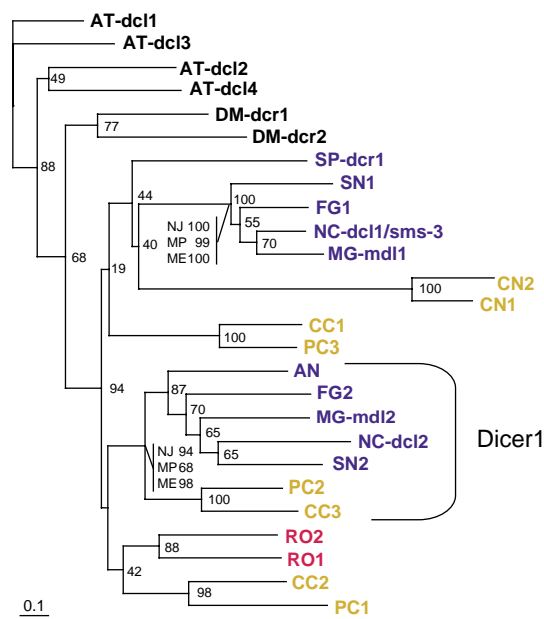 AT-dcl1
AT-dcl3
AT-dcl2
49
AT-dcl4
DM-dcr1
77
DM-dcr2
88
SP-dcr1
SN1
44
100
FG1
NJ 100
55
NC-dcl1/sms-3
MP 99
40
70
ME100
MG-mdl1
68
19
CN2
100
CN1
CC1
100
PC3
AN
94
87
FG2
70
MG-mdl2
Dicer1
65
NC-dcl2
NJ 94
65
SN2
MP68
ME98
PC2
100
CC3
RO2
88
RO1
42
CC2
98
PC1
0.1